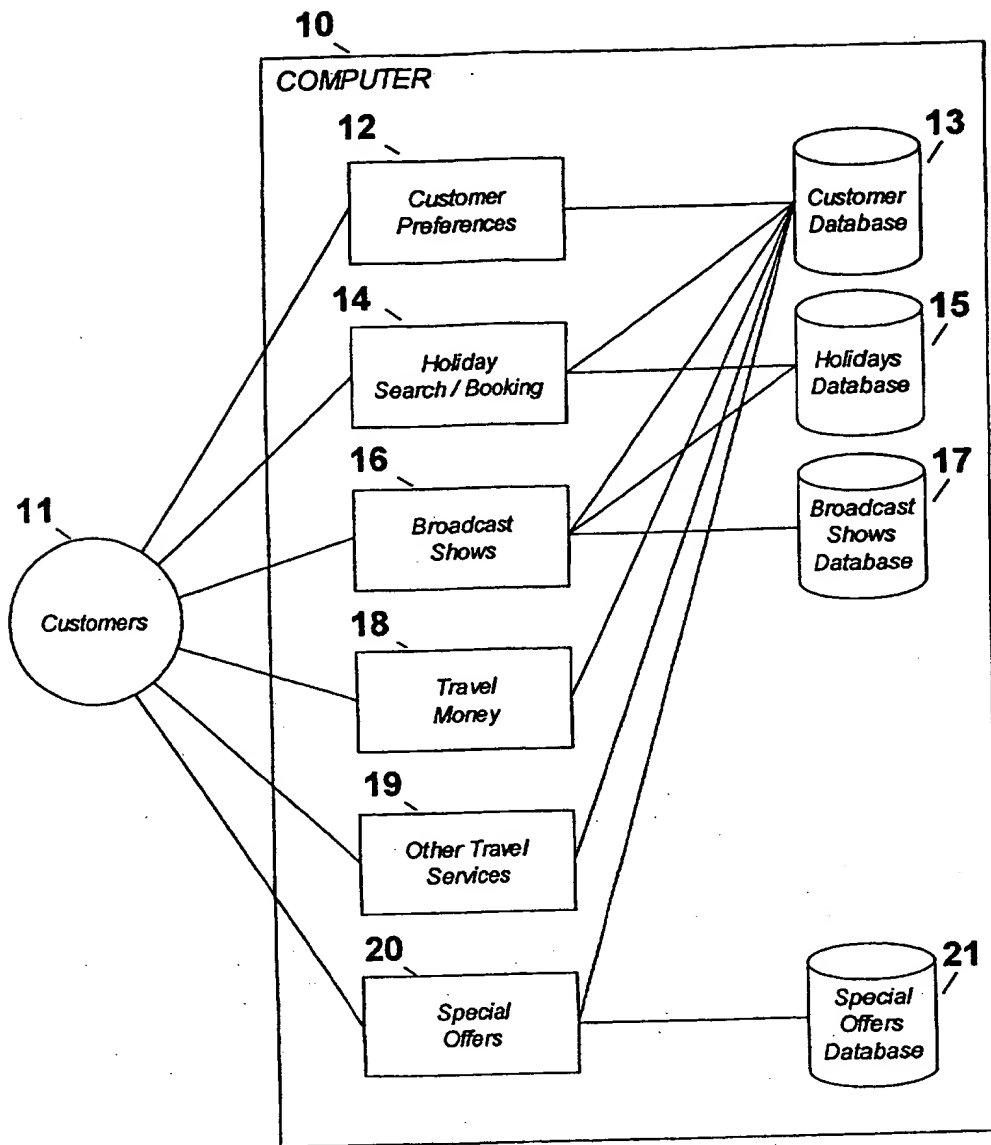 10
COMPUTER
12
Customer
Preferences
13
Customer
Database
14
Holiday
Search / Booking
15
Holidays
Database
16
Broadcast
Shows
17
Broadcast
Shows
Database
11
Customers
18
Travel
Money
19
Other Travel
Services
20
Special
Offers
21
Special
Offers
Database